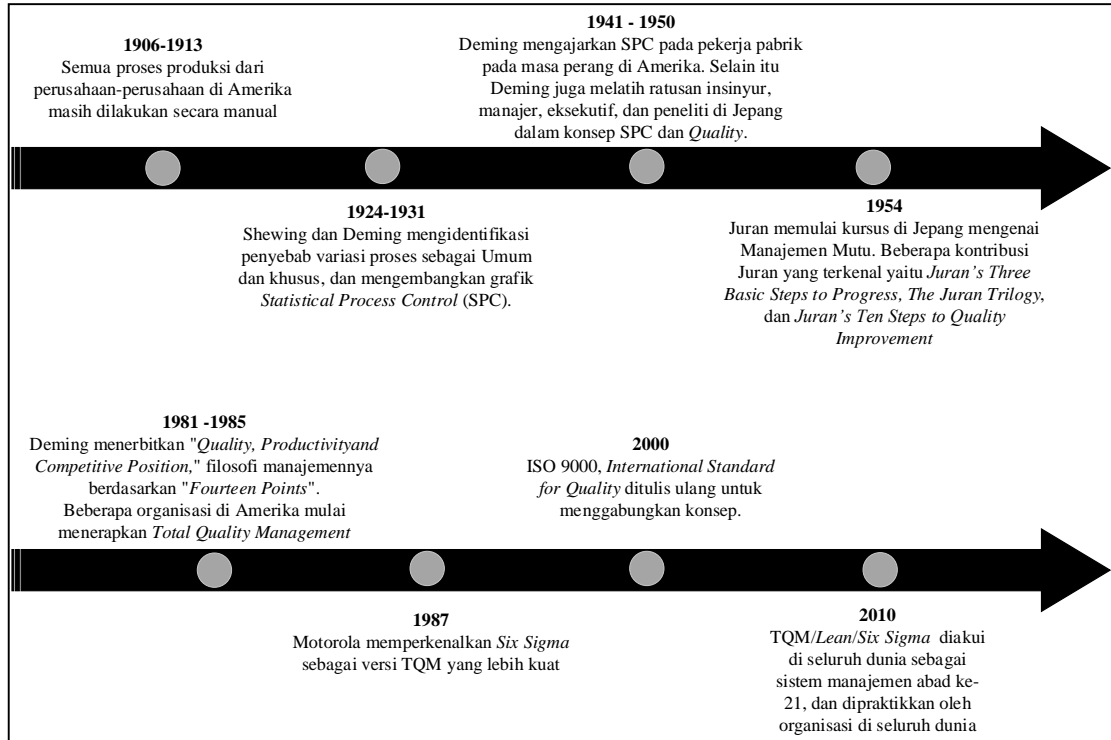 1906-1913
Semua proses produksi dari
perusahaan-perusahaan di Amerika
masih dilakukan secara manual
1941 - 1950
Deming mengajarkan SPC pada pekerja pabrik
pada masa perang di Amerika. Selain itu
Deming juga melatih ratusan insinyur,
manajer, eksekutif, dan peneliti di Jepang
dalam konsep SPC dan Quality.
1924-1931
Shewing dan Deming mengidentifikasi
penyebab variasi proses sebagai Umum
dan khusus, dan mengembangkan grafik
Statistical Process Control (SPC).
1954
Juran memulai kursus di Jepang mengenai
Manajemen Mutu. Beberapa kontribusi
Juran yang terkenal yaitu Juran’s Three
Basic Steps to Progress, The Juran Trilogy,
dan Juran’s Ten Steps to Quality
Improvement
1981 -1985
Deming menerbitkan "Quality, Productivityand
Competitive Position," filosofi manajemennya
berdasarkan "Fourteen Points".
Beberapa organisasi di Amerika mulai
menerapkan Total Quality Management
2000
ISO 9000, International Standard
for Quality ditulis ulang untuk
menggabungkan konsep.
1987
Motorola memperkenalkan Six Sigma
sebagai versi TQM yang lebih kuat
2010
TQM/Lean/Six Sigma diakui
di seluruh dunia sebagai
sistem manajemen abad ke-
21, dan dipraktikkan oleh
organisasi di seluruh dunia